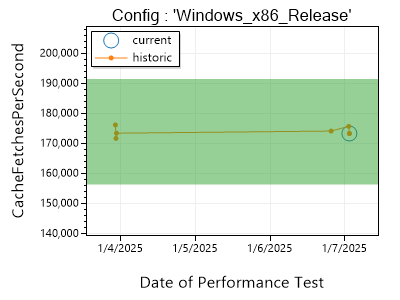 Config : 'Windows_x86_Release'
current
historic
CacheFetchesPerSecond
200,000
190,000
180,000
170,000
160,000
150,000
140,000
1/4/2025
1/5/2025
1/6/2025
1/7/2025
Date of Performance Test